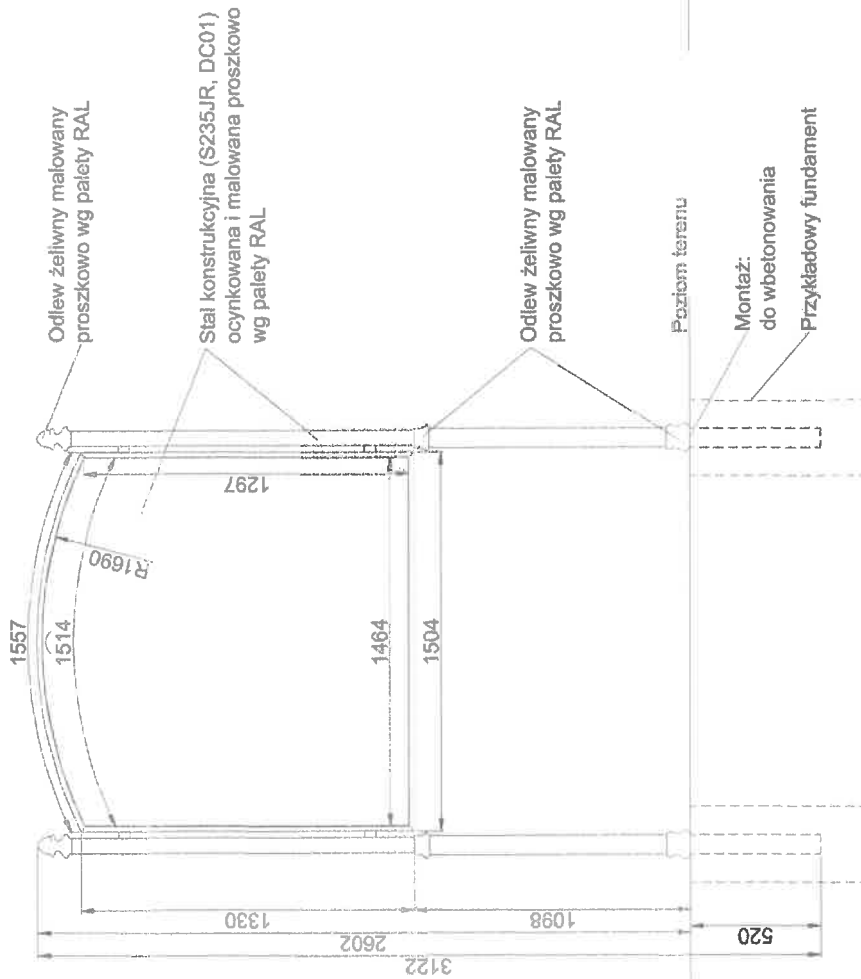 Odlew żeliwny malowany
proszkowo wg palety RAL
Stal konstrukcyjna (S235JR, DC01)
ocynkowana i malowana proszkowo
wg palety RAL
Odlew żeliwny malowany
proszkowo wg palety RAL
Poziom terenu
Montaż:
do wbetonowania
Przykładowy fundament
1557
1514
R1690
1297
1464
1504
1330
1098
2602
3122
520